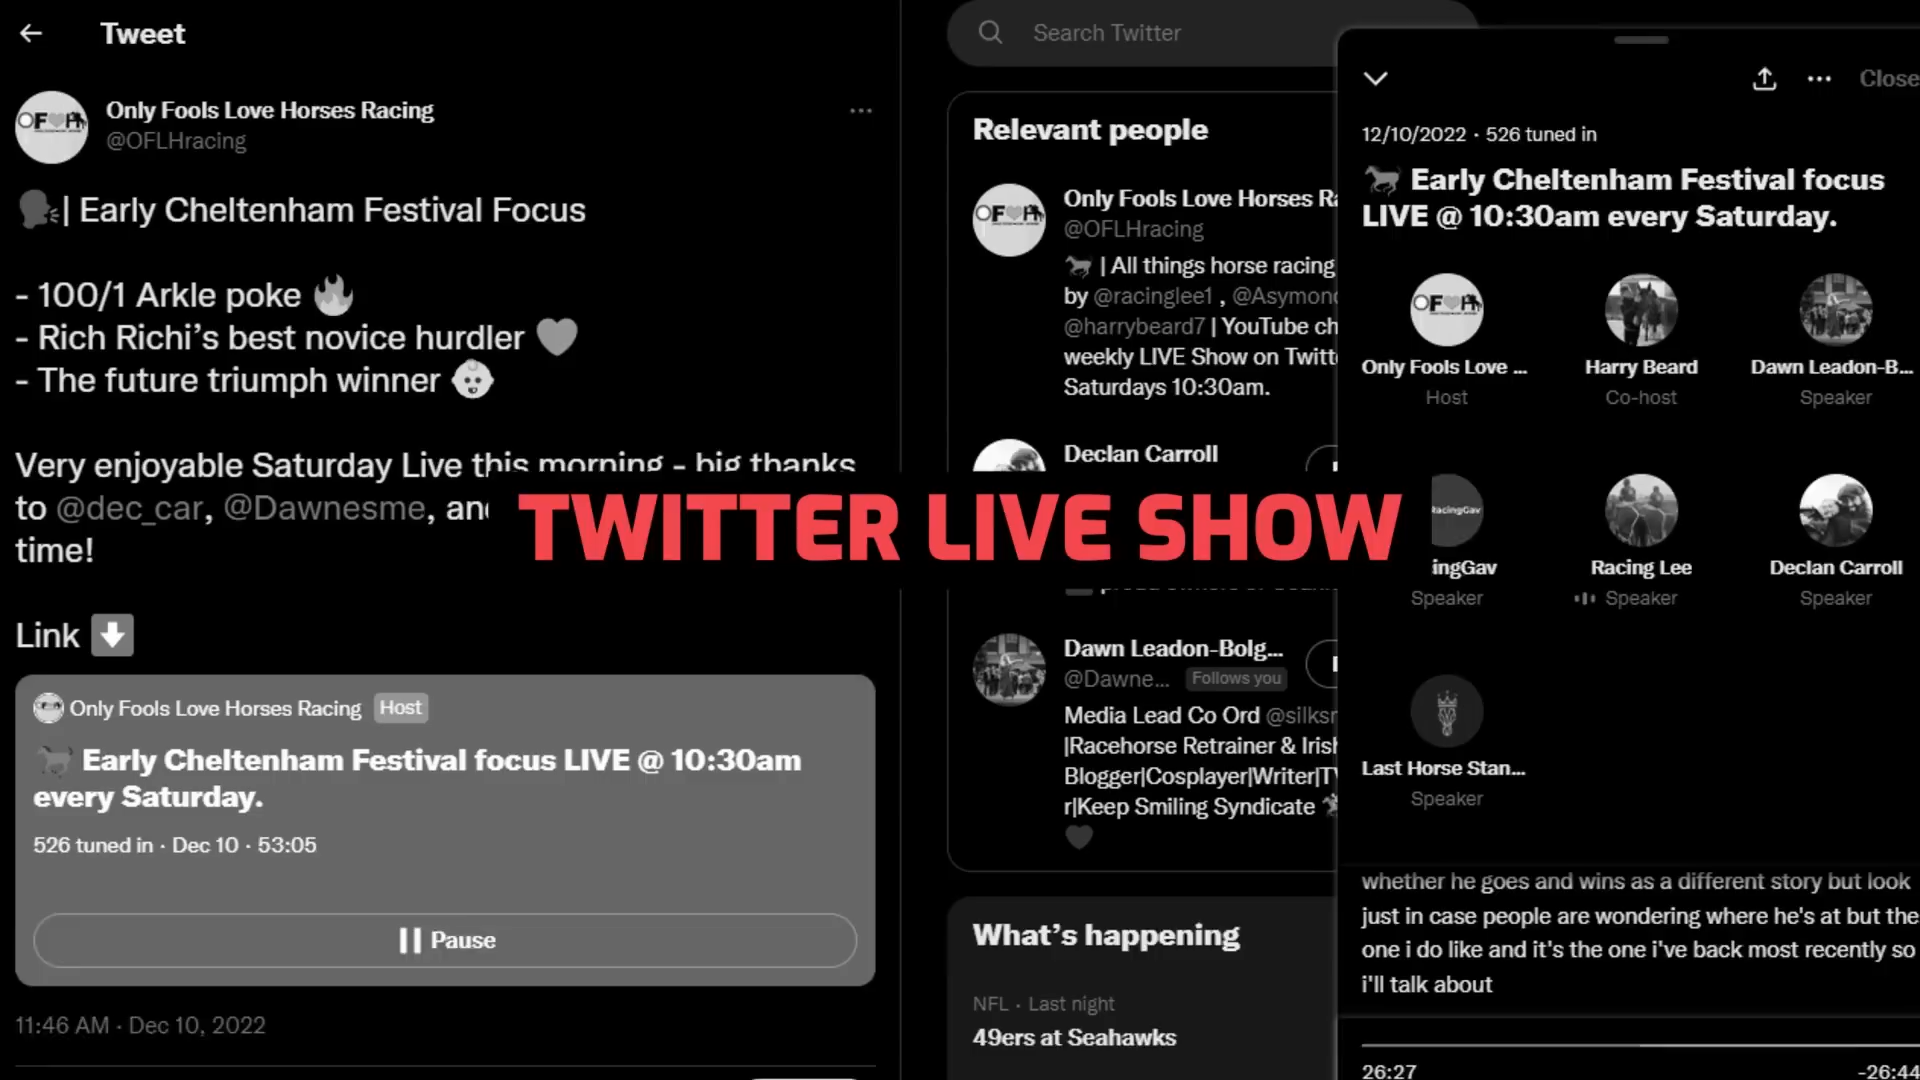 Tweet
Only Fools Love Horses Racing
@OFLHracing
| Early Cheltenham Festival Focus
- 100/1 Arkle poke
- Rich Richi’s best novice hurdler
- The future triumph winner
Very enjoyable Saturday Live this morning - big thanks
to @dec_car, @Dawnesme, and
time!
Link
Only Fools Love Horses Racing Host
Early Cheltenham Festival focus LIVE @ 10:30am
every Saturday.
526 tuned in · Dec 10 · 53:05
Pause
11:46 AM · Dec 10, 2022
TWITTER LIVE SHOW
Search Twitter
Relevant people
Only Fools Love Horses Ra
@OFLHracing
| All things horse racing
by @racinglee1 , @Asymond
@harrybeard7 | YouTube ch
weekly LIVE Show on Twitte
Saturdays 10:30am.
Declan Carroll
Dawn Leadon-Bolg...
@Dawne... Follows you
Media Lead Co Ord @silks
|Racehorse Retrainer & Irish
Blogger|Cosplayer|Writer|TV
r|Keep Smiling Syndicate
What’s happening
NFL · Last night
49ers at Seahawks
Close
12/10/2022 · 526 tuned in
Early Cheltenham Festival focus
LIVE @ 10:30am every Saturday.
Only Fools Love ...
Host
Harry Beard
Co-host
Dawn Leadon-B...
Speaker
RacingGav
ingGav
Speaker
Racing Lee
Speaker
Declan Carroll
Speaker
Last Horse Stan...
Speaker
whether he goes and wins as a different story but look
just in case people are wondering where he's at but the
one i do like and it's the one i've back most recently so
i'll talk about
26:27
-26:44